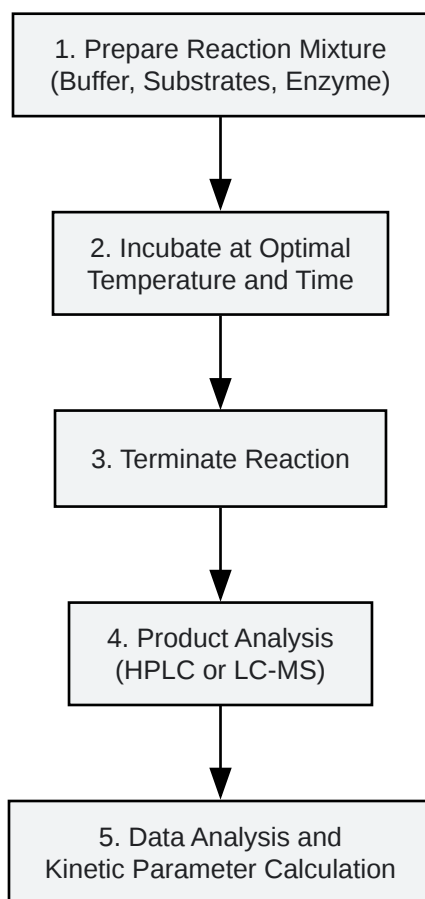 1. Prepare Reaction Mixture
(Buffer, Substrates, Enzyme)
2. Incubate at Optimal
Temperature and Time
3. Terminate Reaction
4. Product Analysis
(HPLC or LC-MS)
5. Data Analysis and
Kinetic Parameter Calculation